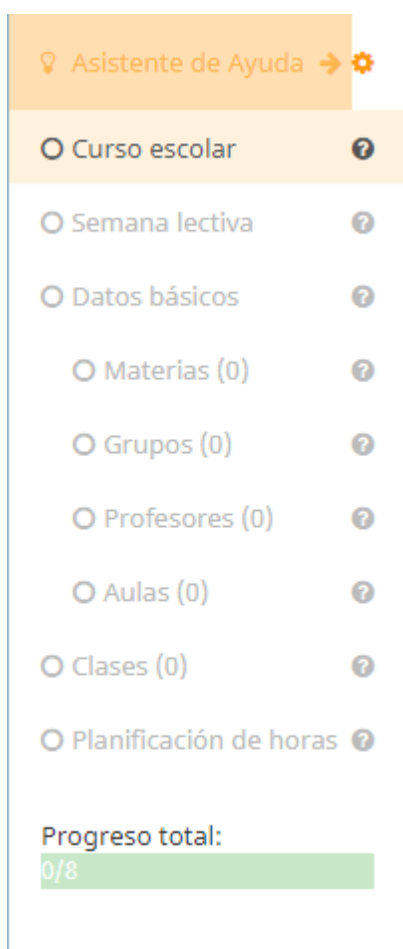 Asistente de Ayuda
Curso escolar
Semana lectiva
Datos básicos
Materias (0)
Grupos (0)
Profesores (0)
Aulas (0)
Clases (0)
Planificación de horas
Progreso total:
0/8